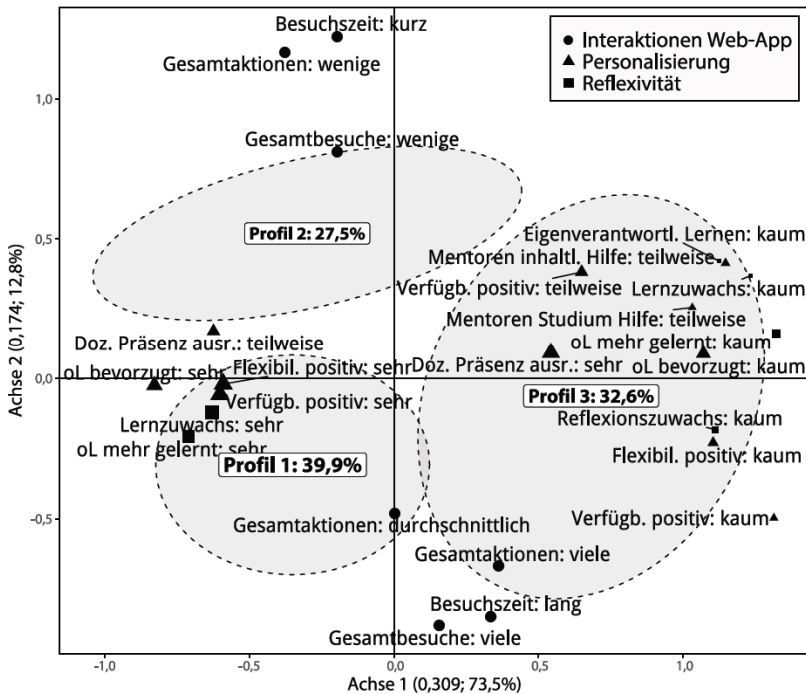 Besuchszeit: kurz
Gesamtaktionen: wenige
Interaktionen Web-App
Personalisierung
Reflexivität
1,0
Gesamtbesuche: wenige
0,5
Profil 2: 27,5%
Eigenverantwortl. Lernen: kaum
Mentoren inhaltl. Hilfe: teilweise
Verfügb. positiv: teilweise
Lernzuwachs: kaum
Mentoren Studium Hilfe: teilweise
Doz. Präsenz ausr.: teilweise
oL mehr gelernt: kaum
oL bevorzugt: sehr
Flexibil. positiv: sehr
Doz. Präsenz ausr.: sehr
oL bevorzugt: kaum
0,0
Verfügb. positiv: sehr
Profil 3: 32,6%
Lernzuwachs: sehr
Reflexionszuwachs: kaum
oL mehr gelernt: sehr
Profil 1: 39,9%
Flexibil. positiv: kaum
-0,5
Gesamtaktionen: durchschnittlich
Verfügb. positiv: kaum
Gesamtaktionen: viele
Besuchszeit: lang
Gesamtbesuche: viele
-1,0
-0,5
0,0
0,5
1,0
Achse 1 (0,309; 73,5%)
Achse 2 (0,174; 12,8%)